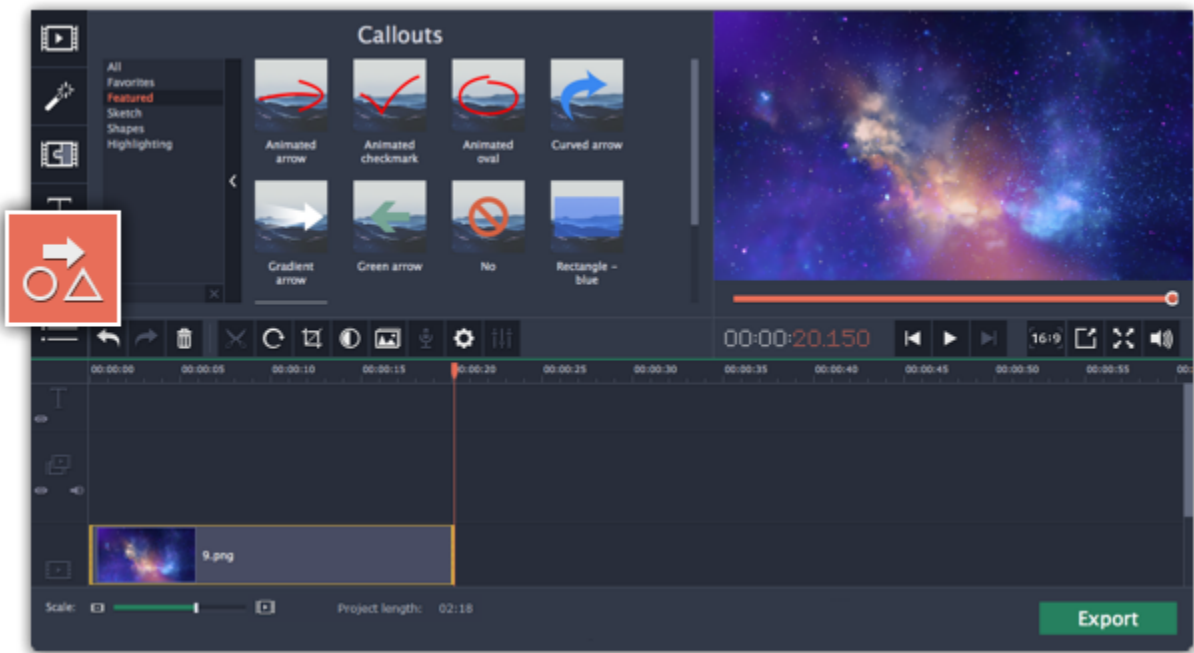 Callouts
All
Favorites
Featured
Sketch
Shapes
Highlighting
Animated
arrow
Animated
checkmark
Animated
oval
Curved arrow
Gradient
arrow
Green arrow
No
Rectangle –
blue
00:00:20.150
16:9
00:00:00 00:00:05 00:00:10 00:00:15 00:00:20 00:00:25 00:00:30 00:00:35 00:00:40 00:00:45 00:00:50 00:00:55
T
9.png
Scale:
Project length: 02:18
Export